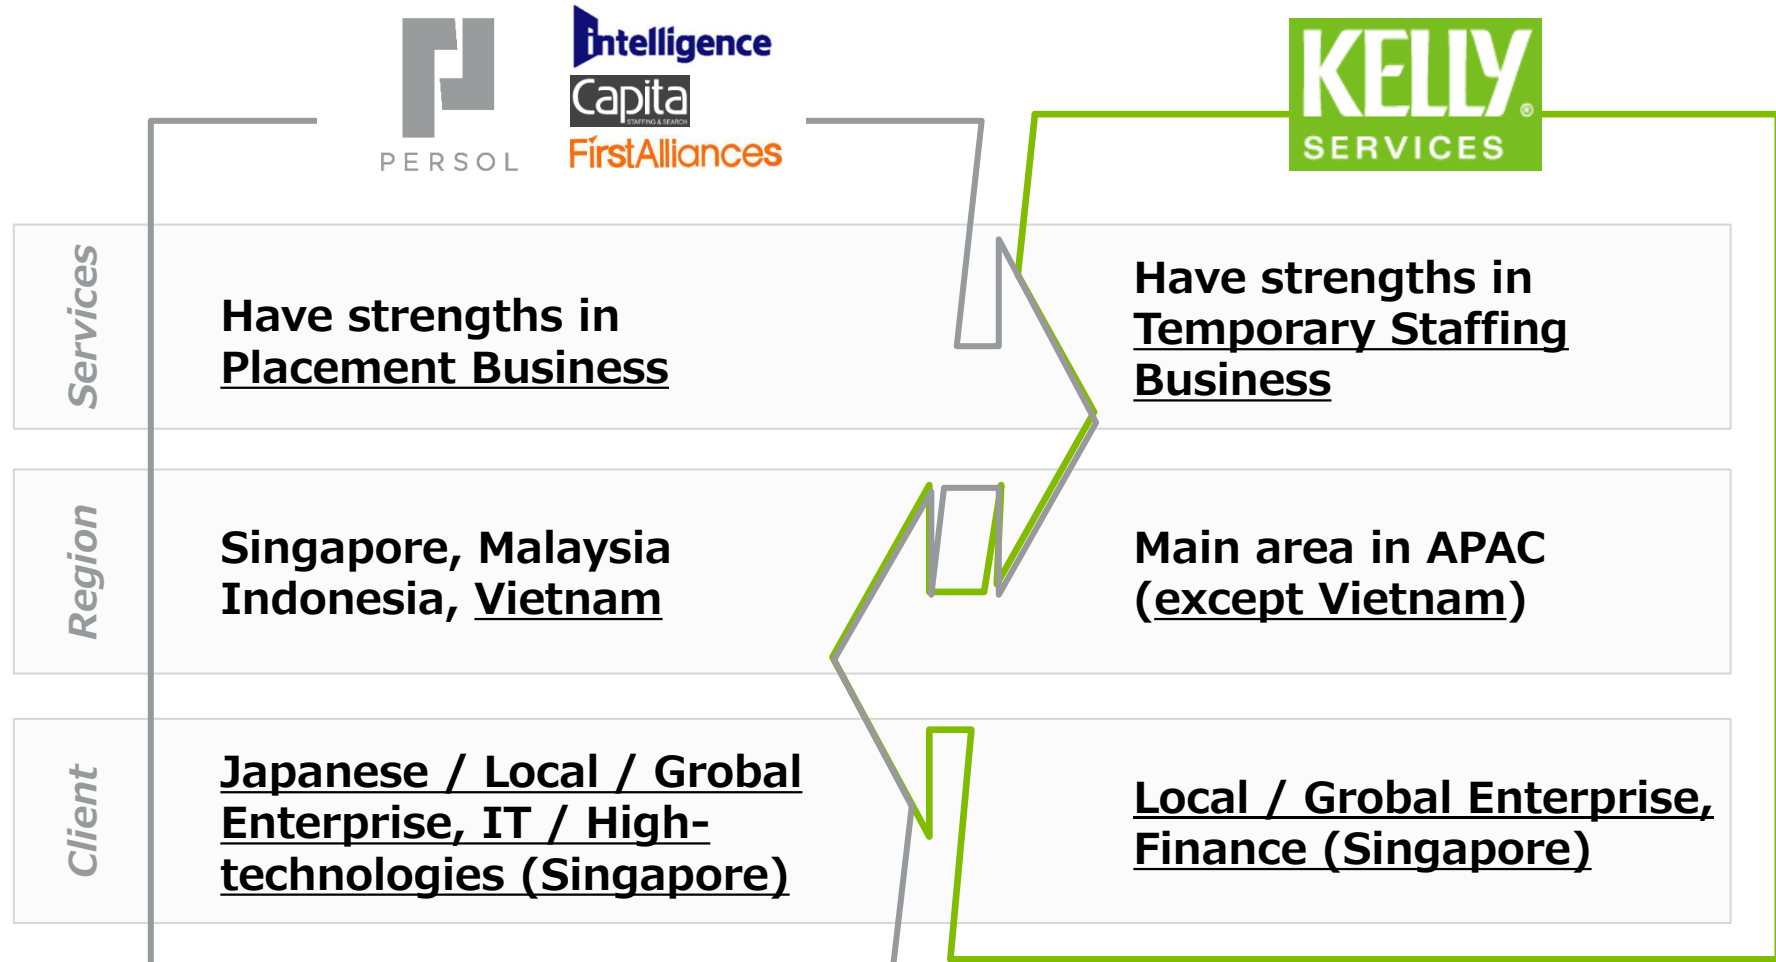 PERSOL
intelligence
Capita
STAFFING & SEARCH
FirstAlliances
KELLY®
SERVICES
Services
Have strengths in
Placement Business
Have strengths in
Temporary Staffing
Business
Region
Singapore, Malaysia
Indonesia, Vietnam
Main area in APAC
(except Vietnam)
Client
Japanese / Local / Grobal
Enterprise, IT / High-
technologies (Singapore)
Local / Grobal Enterprise,
Finance (Singapore)